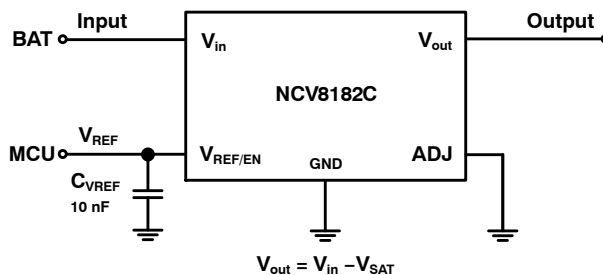 Input
Output
BAT
Vin
Vout
NCV8182C
MCU
VREF
VREF/EN
GND
ADJ
CVREF
10 nF
Vout = Vin –VSAT